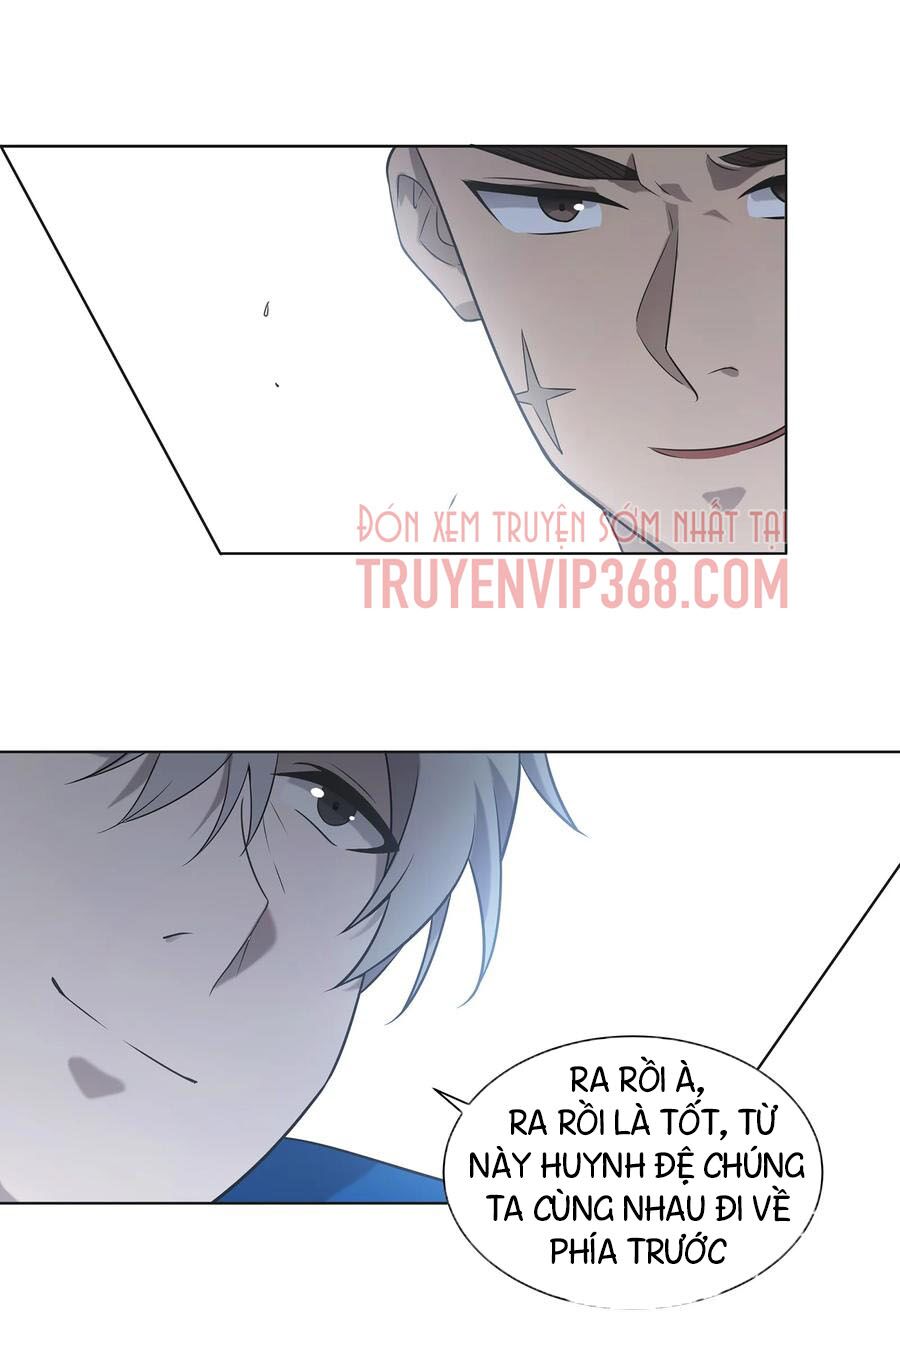 ĐÓN XEM TRUYỆN SỚM NHẤT TẠI
TRUYENVIP368.COM
RA RỒI À,
RA RỒI LÀ TỐT, TỪ
NÀY HUYNH ĐỆ CHÚNG
TA CÙNG NHAU ĐI VỀ
PHÍA TRƯỚC